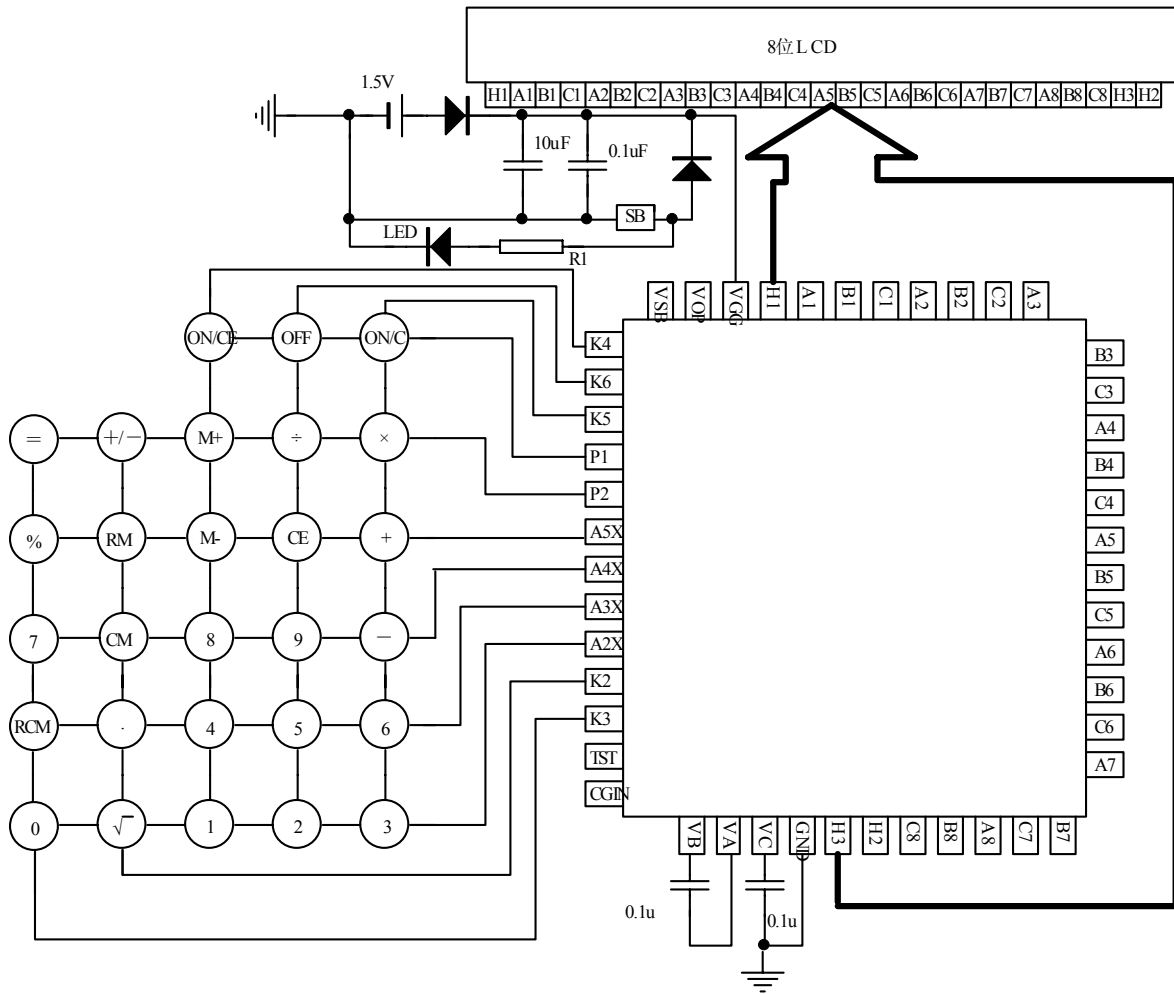 8位LCD
H1 A1 B1 C1 A2 B2 C2 A3 B3 C3 A4 B4 C4 A5 B5 C5 A6 B6 C6 A7 B7 C7 A8 B8 C8 H3 H2
1.5V
10uF
0.1uF
SB
LED
R1
VSB VOP VGG H1 A1 B1 C1 A2 B2 C2 A3
ON/CE OFF ON/C
= +/− M+ ÷ ×
% RM M- CE +
7 CM 8 9 −
RCM . 4 5 6
0 √ 1 2 3
K4
K6
K5
P1
P2
A5X
A4X
A3X
A2X
K2
K3
TST
CGIN
B3
C3
A4
B4
C4
A5
B5
C5
A6
B6
C6
A7
VB VA VC GND H3 H2 C8 B8 A8 C7 B7
0.1u
0.1u